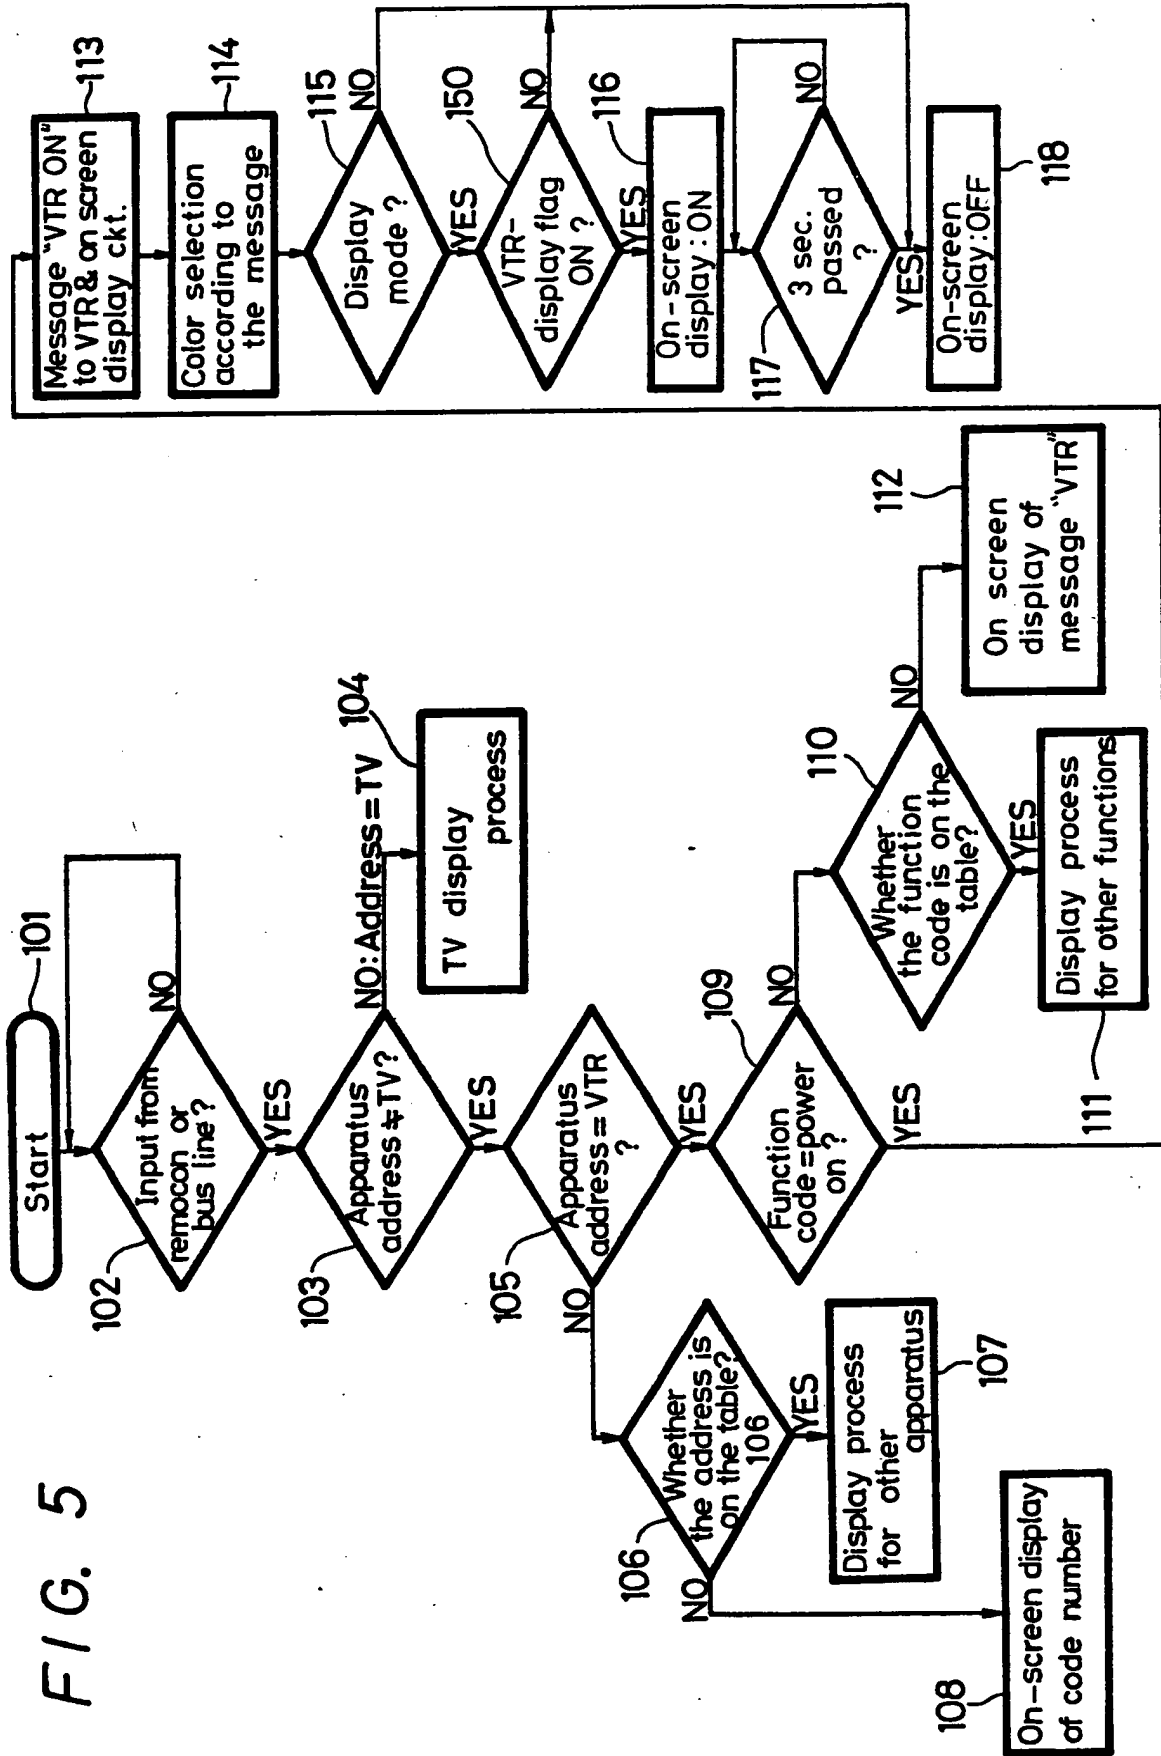 FIG. 5
Start
101
Input from
remocon or
bus line?
102
NO
YES
Apparatus
address ≠ TV?
103
NO:Address=TV
YES
104
TV display
process
Apparatus
address = VTR
?
105
NO
YES
Whether
the address is
on the table?
106
106
NO
YES
Display process
for other
apparatus
107
On-screen display
of code number
108
Function
code = power
on ?
109
NO
YES
Whether
the function
code is on the
table?
110
NO
YES
Display process
for other functions
111
On screen
display of
message "VTR"
112
Message "VTR ON"
to VTR & on screen
display ckt.
113
Color selection
according to
the message
114
Display
mode ?
115
NO
YES
VTR-
display flag
ON ?
150
NO
YES
On-screen
display:ON
116
3 sec.
passed
?
117
NO
YES
On-screen
display:OFF
118